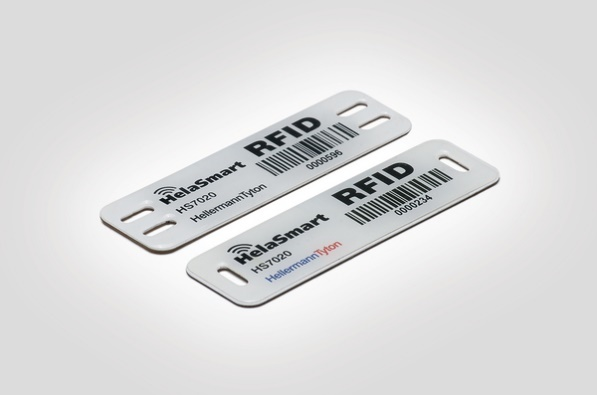 HelaSmart
HS7020
HellermannTyton
RFID
0000596
HelaSmart
HS7020
HellermannTyton
RFID
0000234